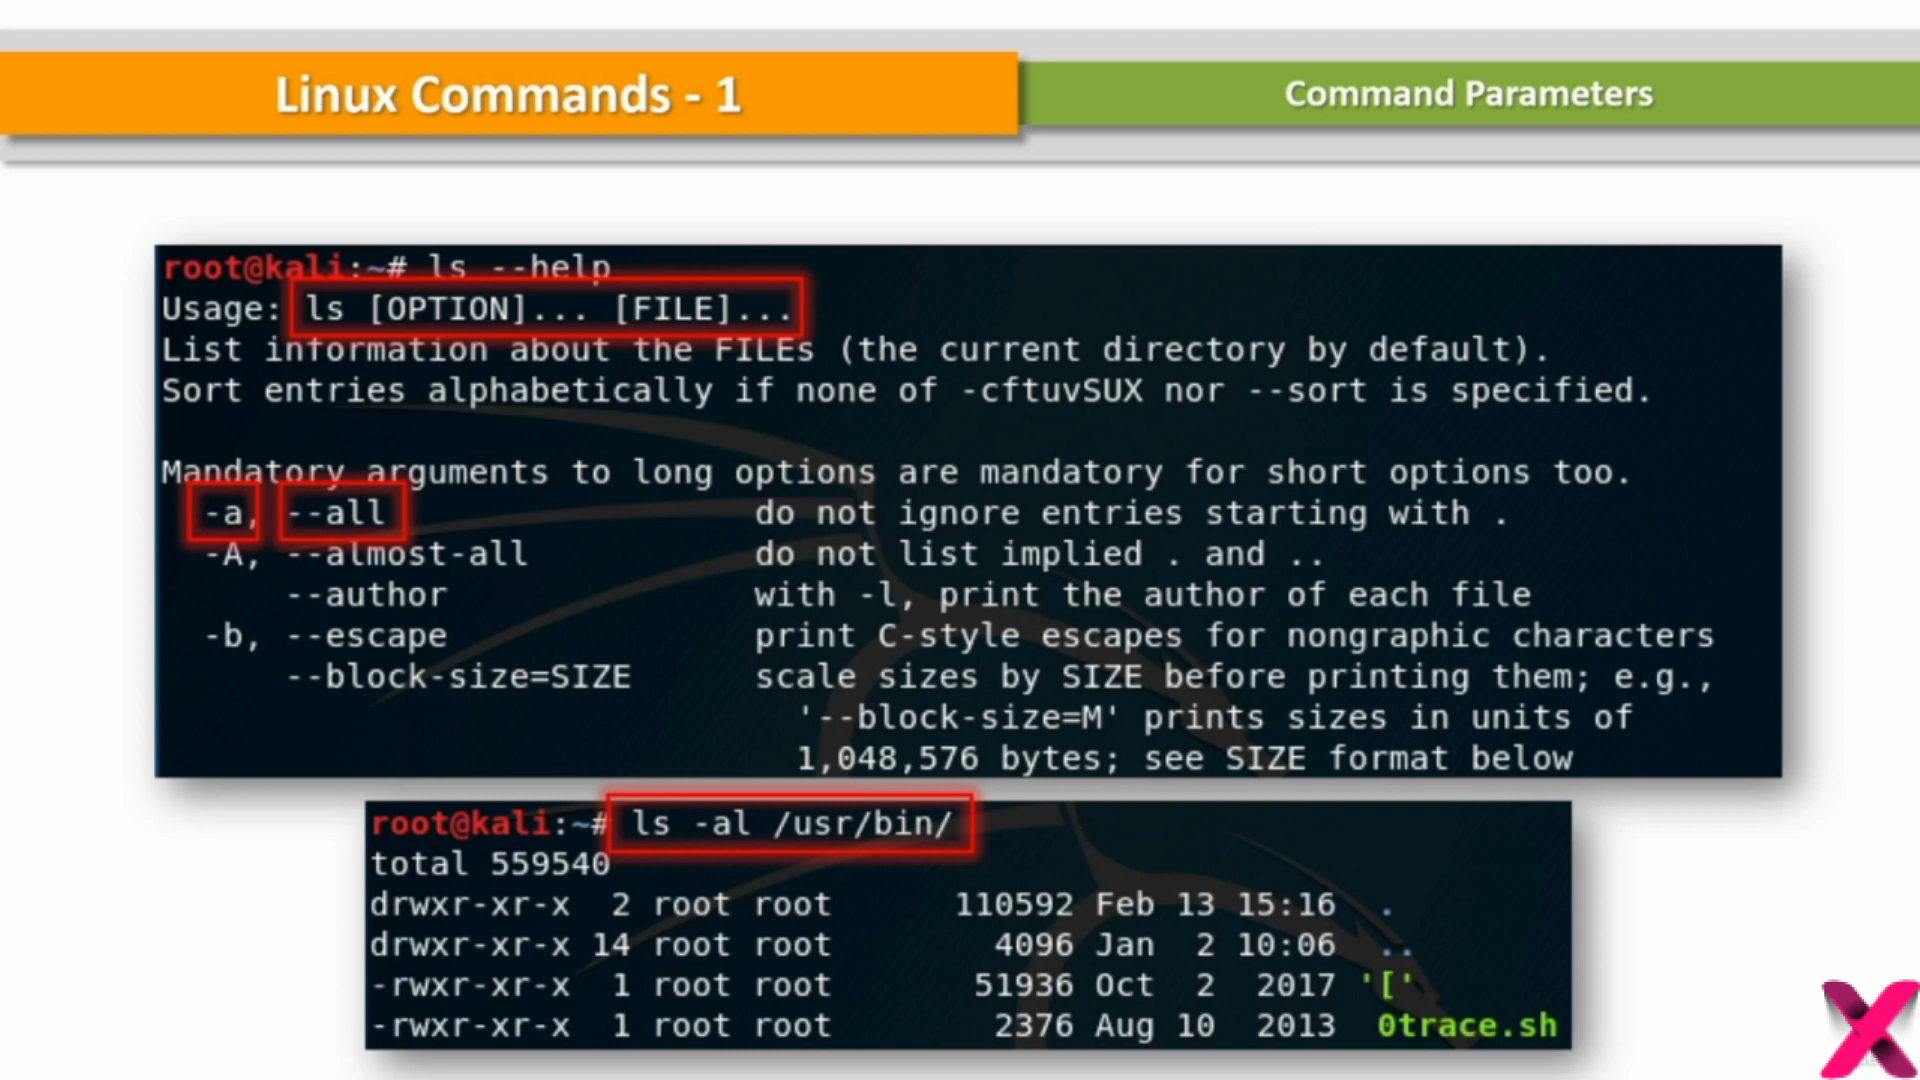 Linux Commands - 1
Command Parameters
root@kali:~# ls --help
Usage: ls [OPTION]... [FILE]...
List information about the FILEs (the current directory by default).
Sort entries alphabetically if none of -cftuvSUX nor --sort is specified.
Mandatory arguments to long options are mandatory for short options too.
-a, --all do not ignore entries starting with .
-A, --almost-all do not list implied . and ..
--author with -l, print the author of each file
-b, --escape print C-style escapes for nongraphic characters
--block-size=SIZE scale sizes by SIZE before printing them; e.g.,
'--block-size=M' prints sizes in units of
1,048,576 bytes; see SIZE format below
root@kali:~# ls -al /usr/bin/
total 559540
drwxr-xr-x 2 root root 110592 Feb 13 15:16 .
drwxr-xr-x 14 root root 4096 Jan 2 10:06 ..
-rwxr-xr-x 1 root root 51936 Oct 2 2017 '['
-rwxr-xr-x 1 root root 2376 Aug 10 2013 0trace.sh